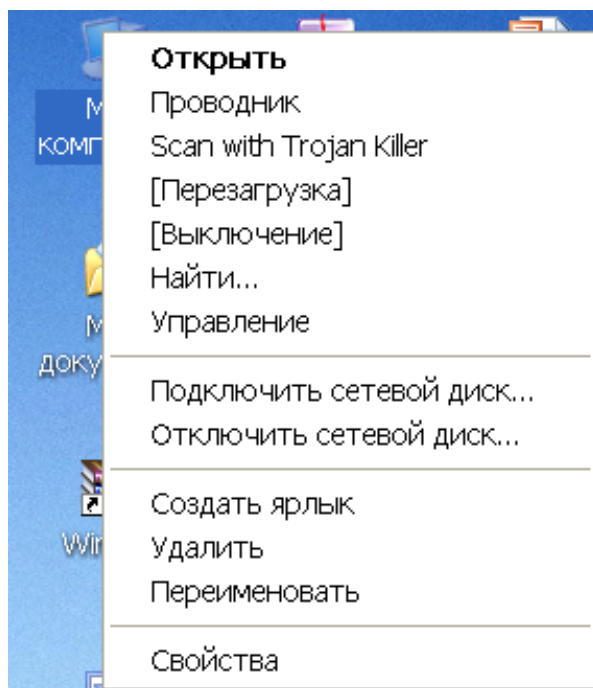 Открыть
Проводник
Scan with Trojan Killer
[Перезагрузка]
[Выключение]
Найти...
Управление
Подключить сетевой диск...
Отключить сетевой диск...
Создать ярлык
Удалить
Переименовать
Свойства